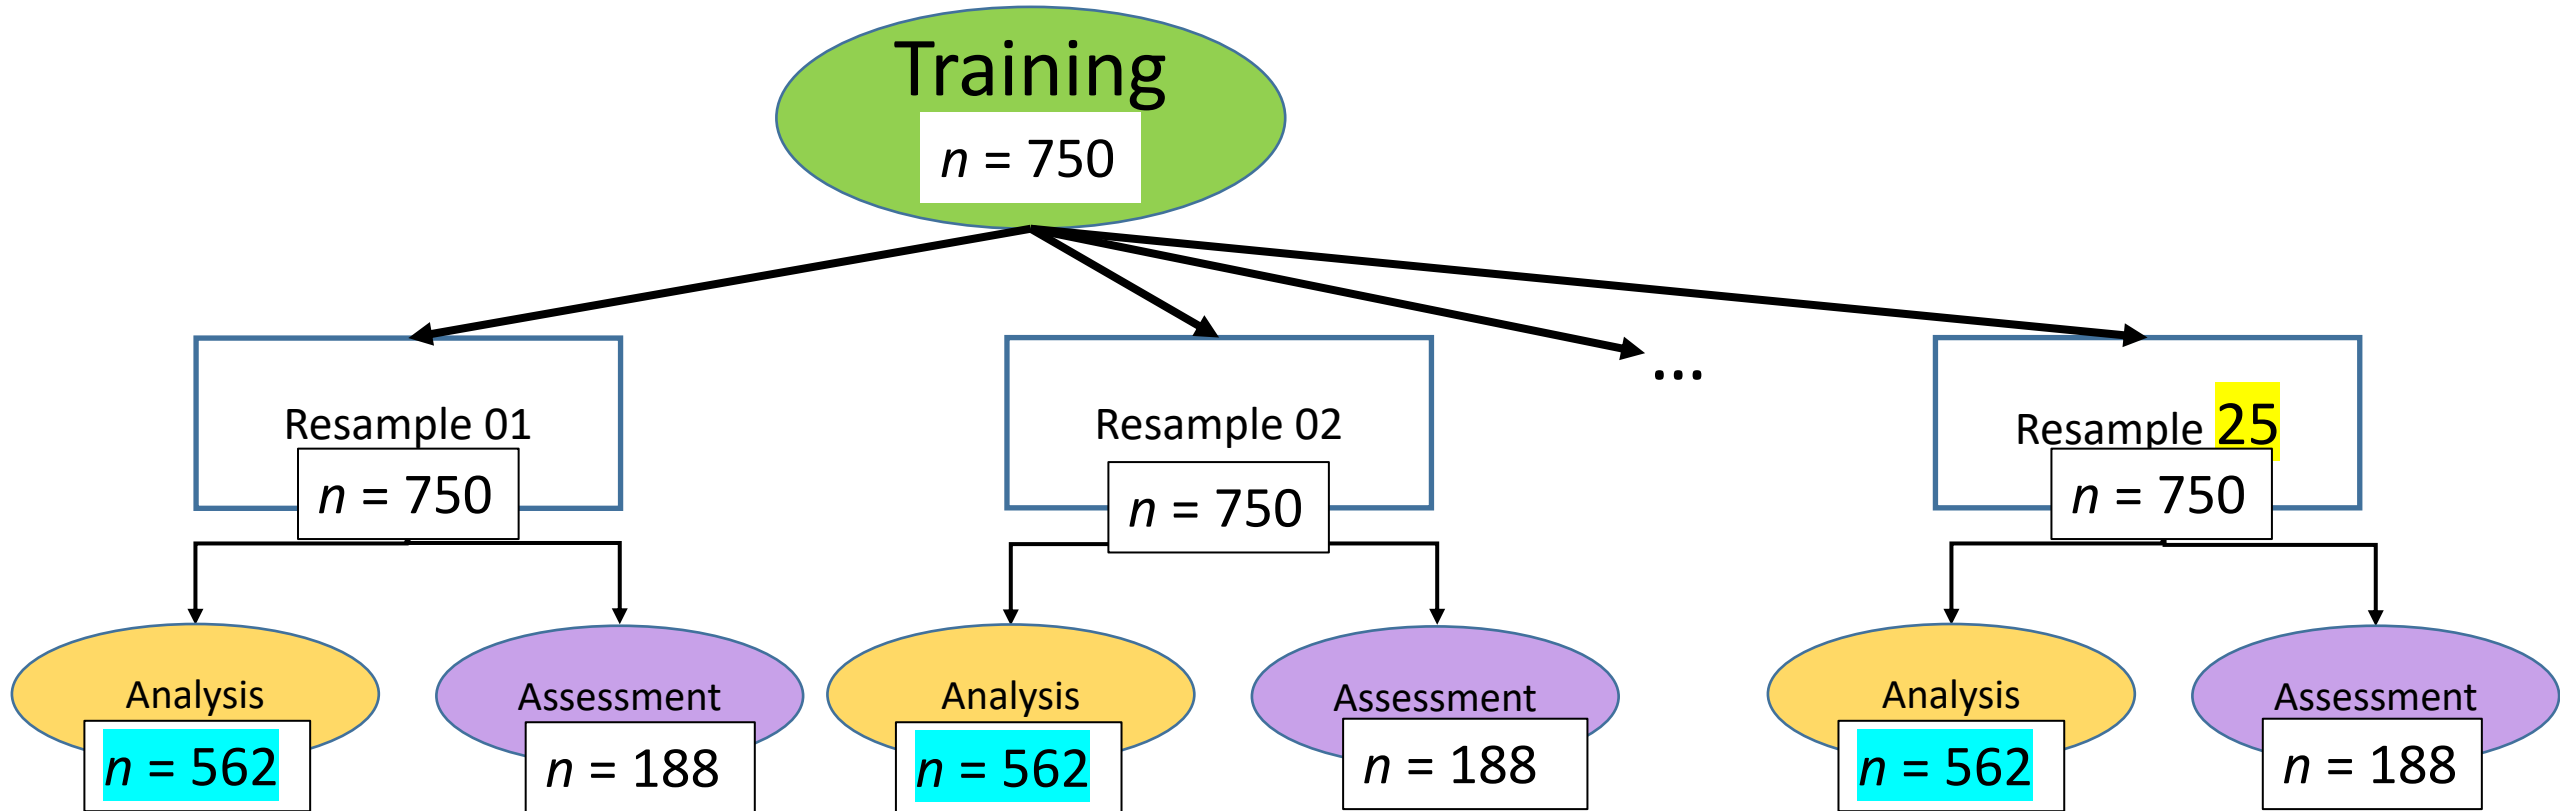 Training
n = 750
...
Resample 01
n = 750
Resample 02
n = 750
Resample 25
n = 750
Analysis
n = 562
Assessment
n = 188
Analysis
n = 562
Assessment
n = 188
Analysis
n = 562
Assessment
n = 188